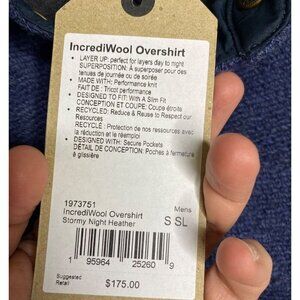 IncrediWool Overshirt
• LAYER UP: perfect for layers day to night
SUPERPOSITION: À superposer pour des
tenues de journée ou de soirée
• MADE WITH: Performance knit
FAIT DE : Tricot performance
• DESIGNED TO FIT: With A Slim Fit
CONCEPTION ET COUPE: Coupe étroite
• RECYCLED: Reduce & Reuse to Respect our
Resources
RECYCLÉ : Protection de nos ressources avec
la réduction et le réemploi
• DESIGNED WITH: Secure Pockets
DÉTAIL DE CONCEPTION: Poches à fermeture
à glissière
1973751
Mens
IncrediWool Overshirt
S SL
Stormy Night Heather
1 95964 25260 9
Suggested
Retail
$175.00